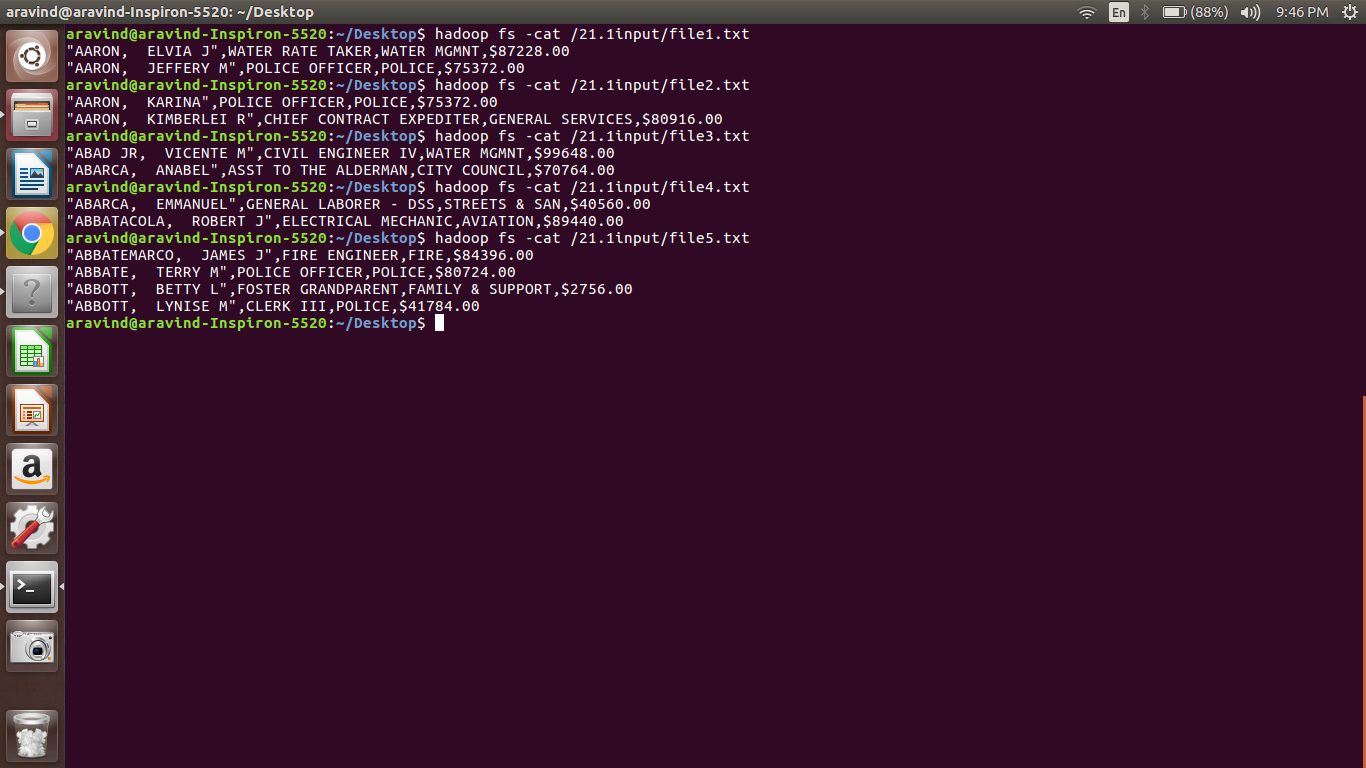 aravind@aravind-Inspiron-5520: ~/Desktop
En
(88%)
9:46 PM
aravind@aravind-Inspiron-5520:~/Desktop$ hadoop fs -cat /21.1input/file1.txt
"AARON,  ELVIA J",WATER RATE TAKER,WATER MGMNT,$87228.00
"AARON,  JEFFERY M",POLICE OFFICER,POLICE,$75372.00
aravind@aravind-Inspiron-5520:~/Desktop$ hadoop fs -cat /21.1input/file2.txt
"AARON,  KARINA",POLICE OFFICER,POLICE,$75372.00
"AARON,  KIMBERLEI R",CHIEF CONTRACT EXPEDITER,GENERAL SERVICES,$80916.00
aravind@aravind-Inspiron-5520:~/Desktop$ hadoop fs -cat /21.1input/file3.txt
"ABAD JR,  VICENTE M",CIVIL ENGINEER IV,WATER MGMNT,$99648.00
"ABARCA,  ANABEL",ASST TO THE ALDERMAN,CITY COUNCIL,$70764.00
aravind@aravind-Inspiron-5520:~/Desktop$ hadoop fs -cat /21.1input/file4.txt
"ABARCA,  EMMANUEL",GENERAL LABORER - DSS,STREETS & SAN,$40560.00
"ABBATACOLA,  ROBERT J",ELECTRICAL MECHANIC,AVIATION,$89440.00
aravind@aravind-Inspiron-5520:~/Desktop$ hadoop fs -cat /21.1input/file5.txt
"ABBATEMARCO,  JAMES J",FIRE ENGINEER,FIRE,$84396.00
"ABBATE,  TERRY M",POLICE OFFICER,POLICE,$80724.00
"ABBOTT,  BETTY L",FOSTER GRANDPARENT,FAMILY & SUPPORT,$2756.00
"ABBOTT,  LYNISE M",CLERK III,POLICE,$41784.00
aravind@aravind-Inspiron-5520:~/Desktop$